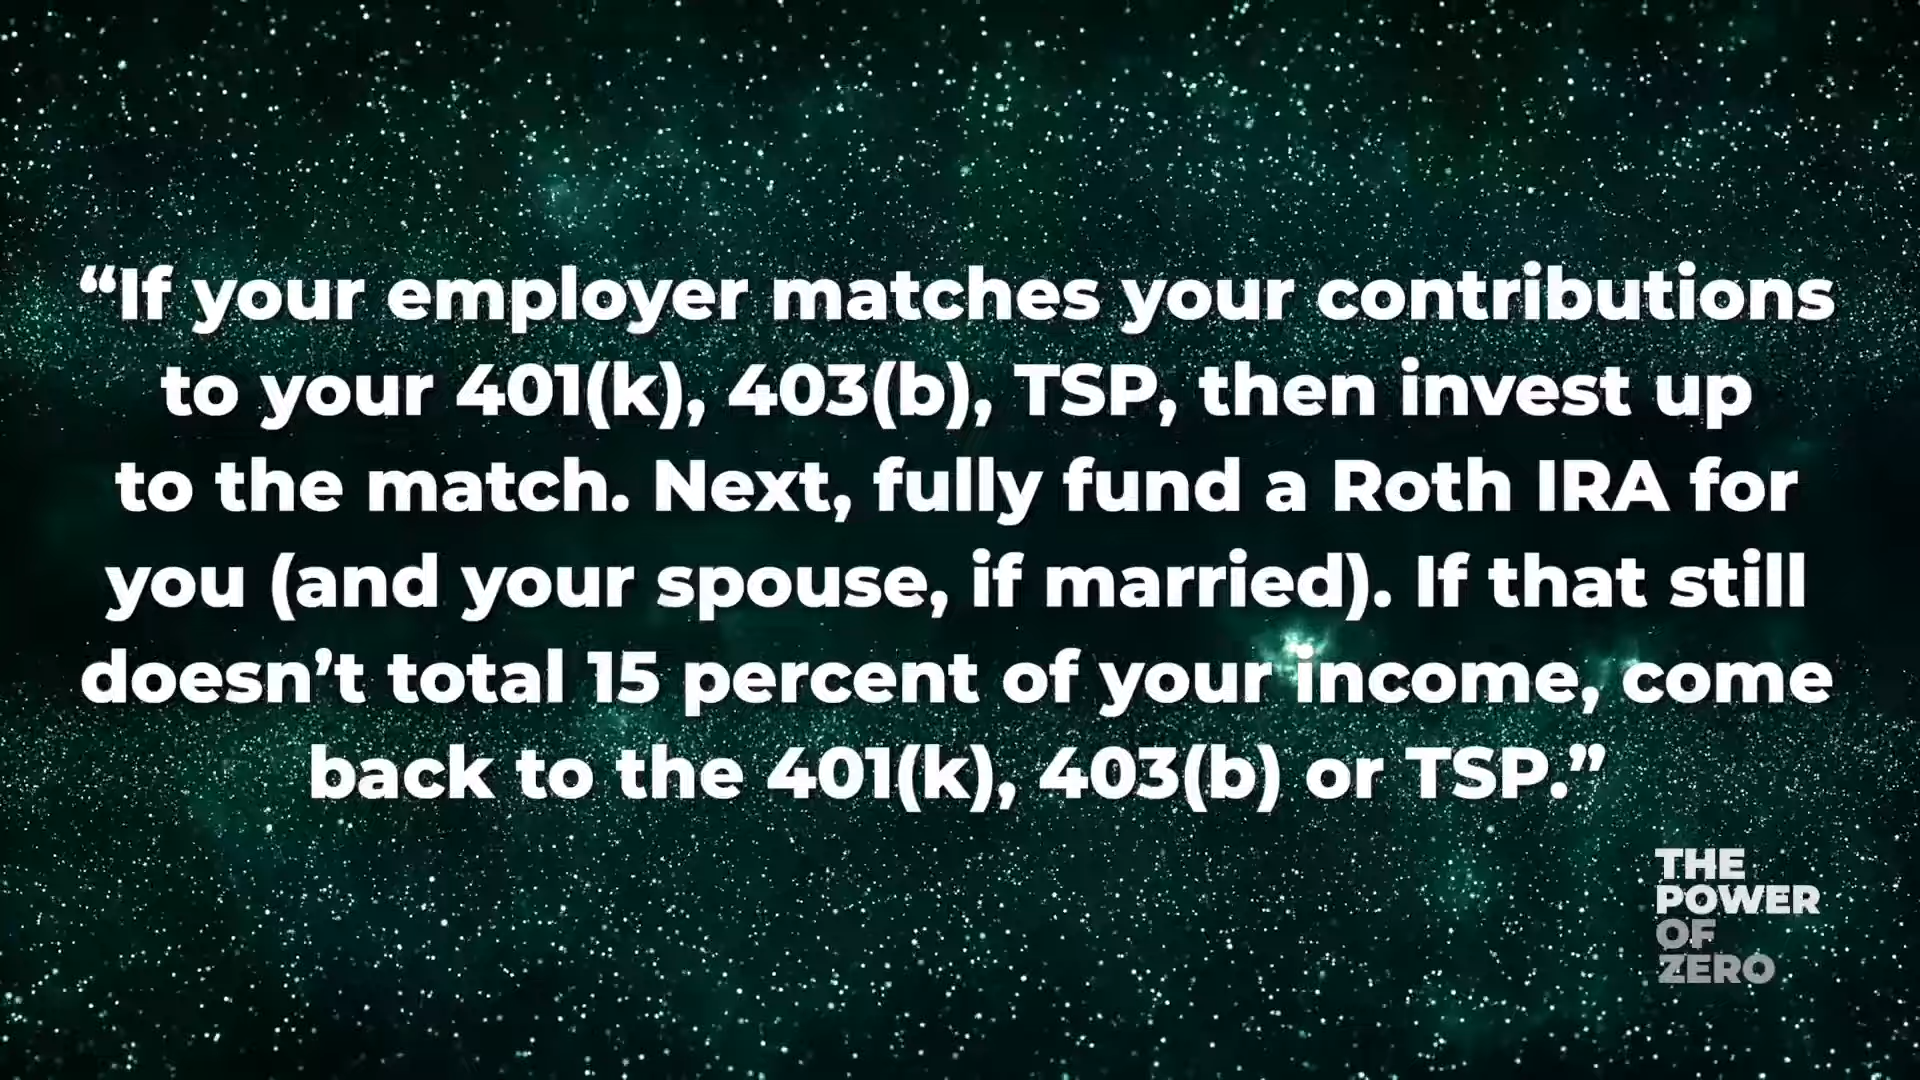 “If your employer matches your contributions
to your 401(k), 403(b), TSP, then invest up
to the match. Next, fully fund a Roth IRA for
you (and your spouse, if married). If that still
doesn’t total 15 percent of your income, come
back to the 401(k), 403(b) or TSP.”
THE
POWER
OF
ZERO